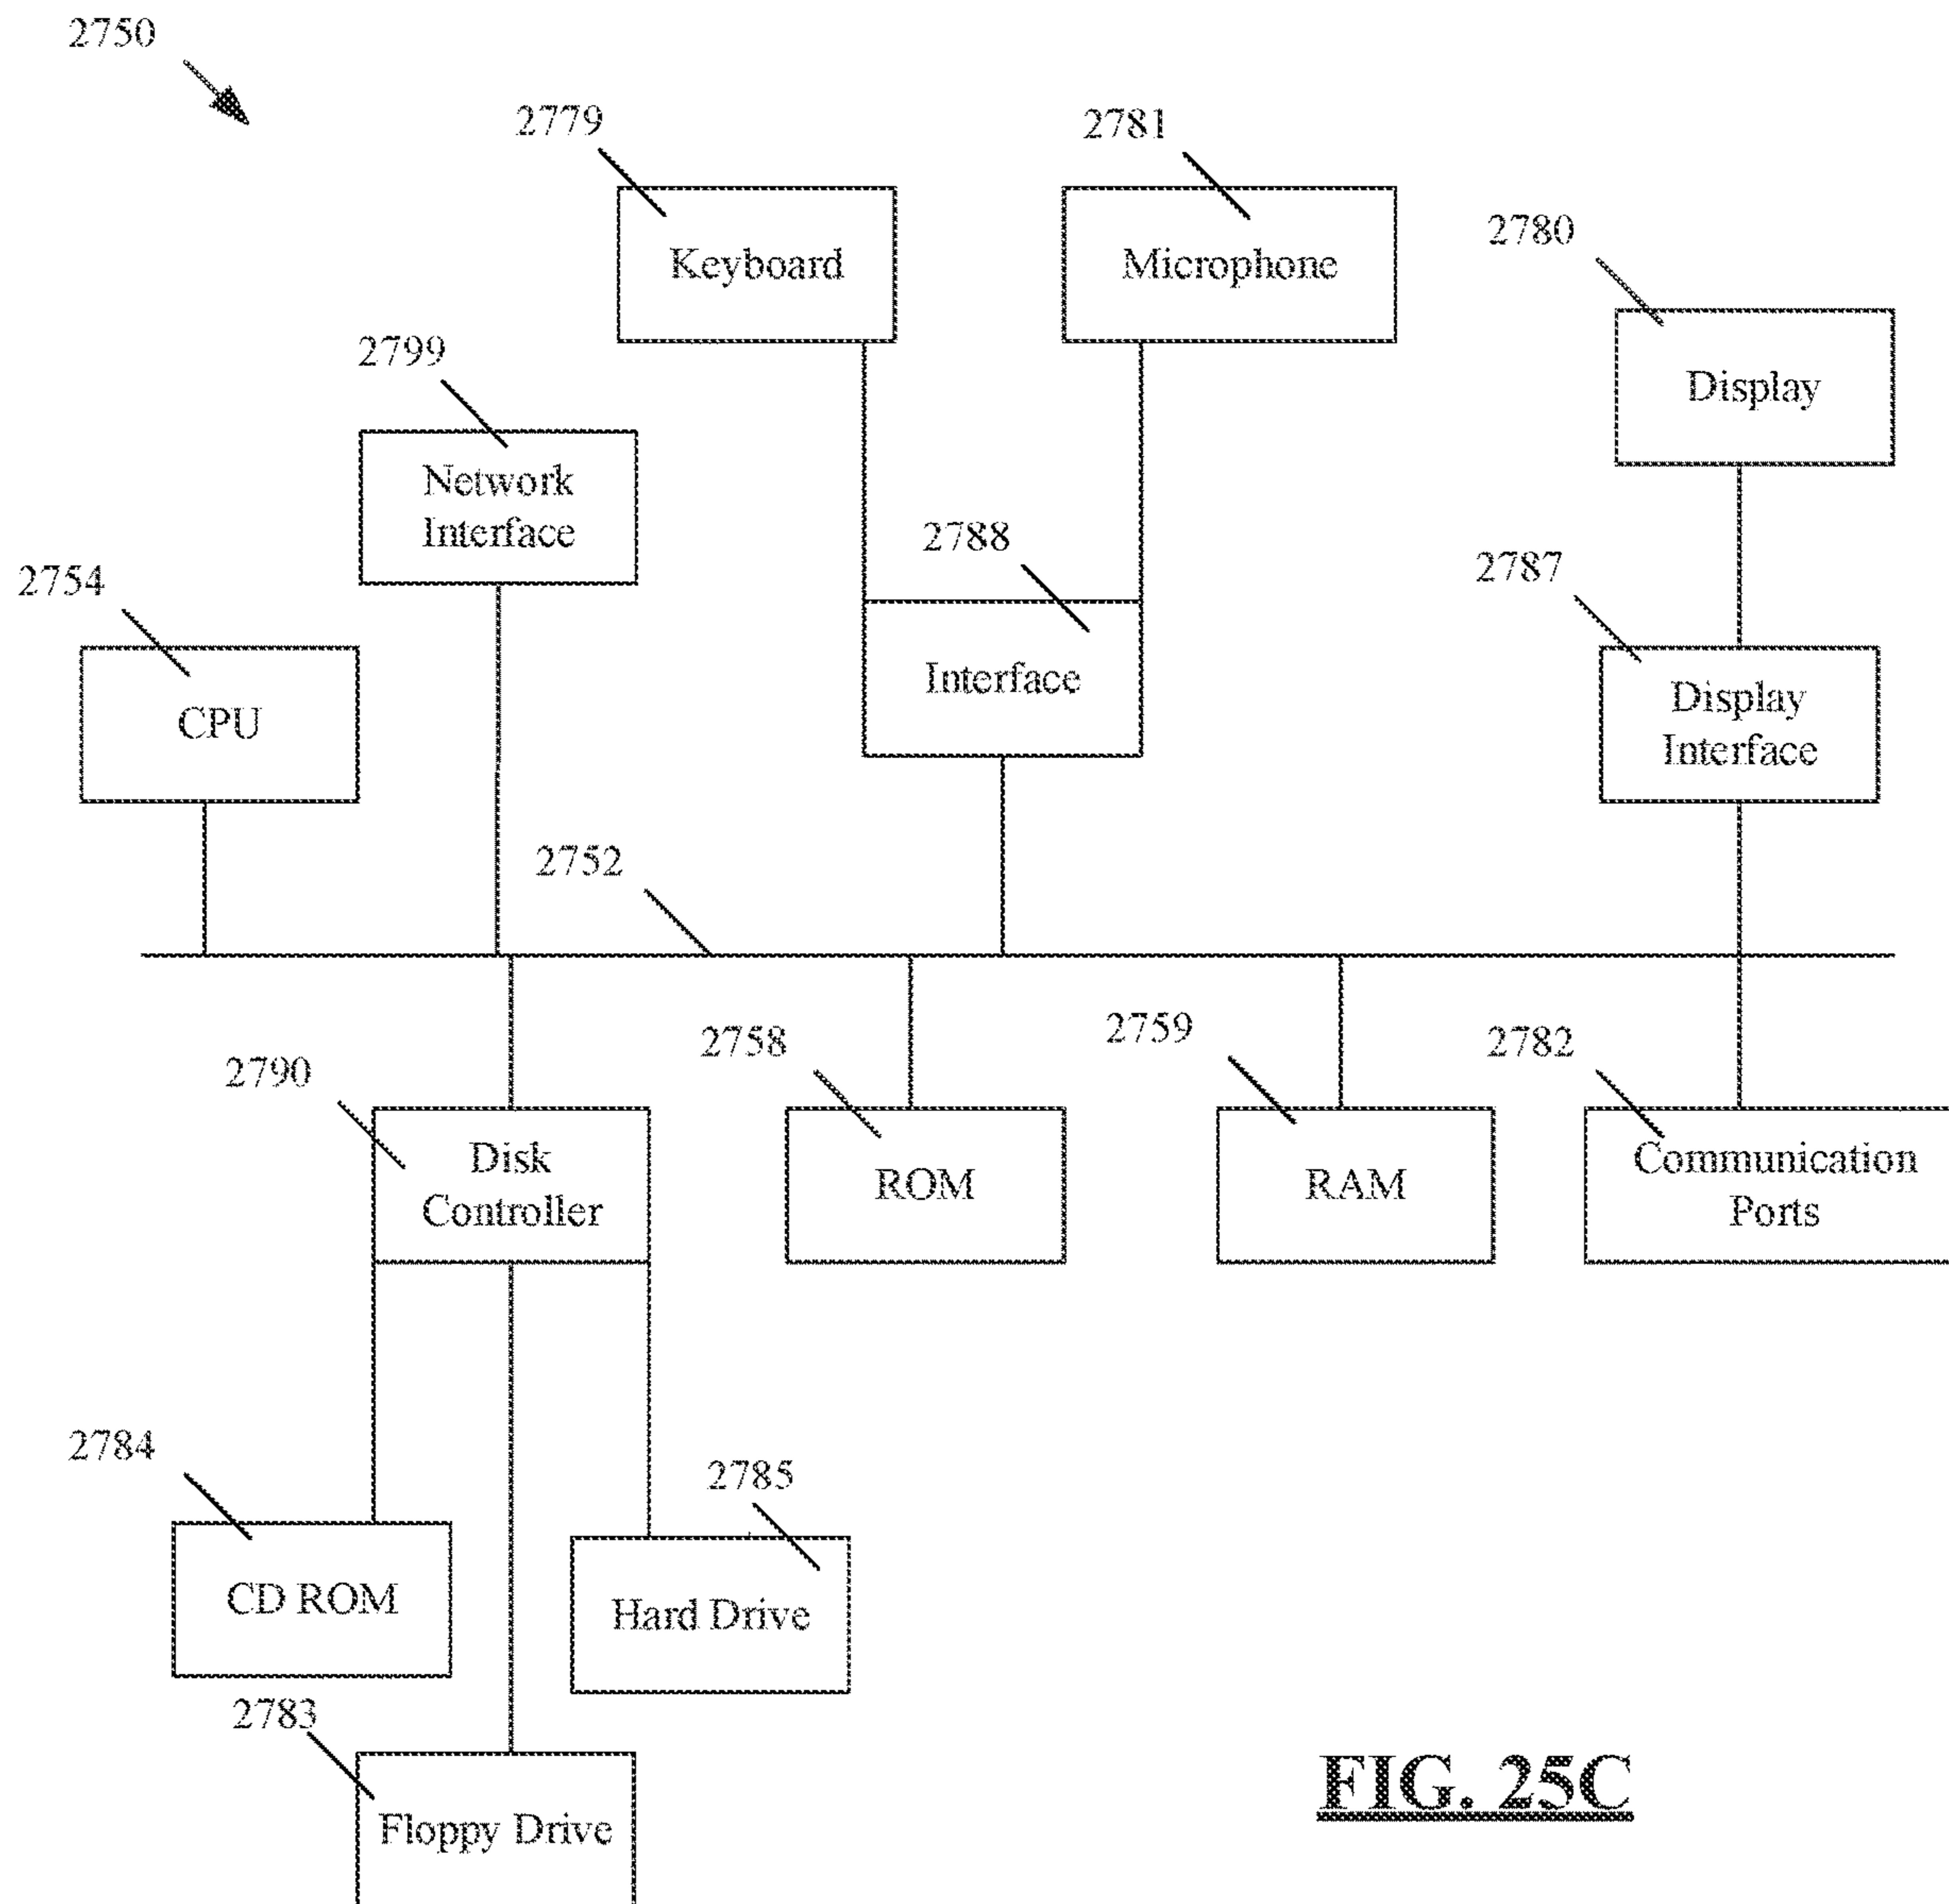 2750
2779
2781
Keyboard
Microphone
2780
Display
2799
Network
Interface
2788
Interface
2787
Display
Interface
2754
CPU
2752
2790
Disk
Controller
2758
ROM
2759
RAM
2782
Communication
Ports
2784
CD ROM
2785
Hard Drive
2783
Floppy Drive
FIG. 25C